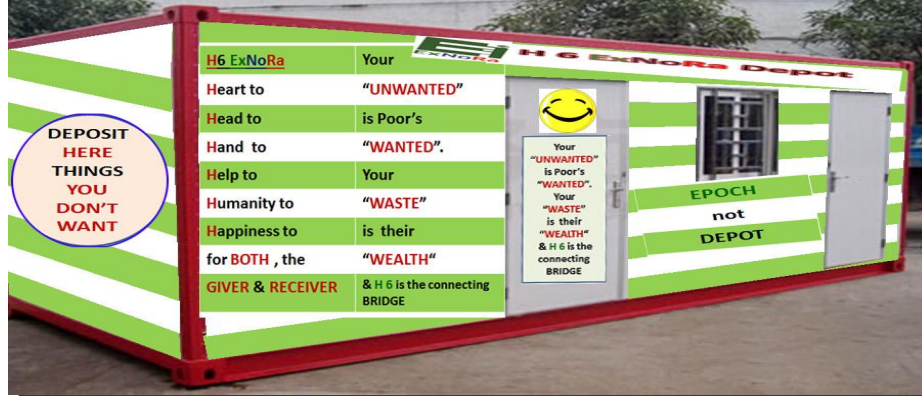 DEPOSIT
HERE
THINGS
YOU
DON'T
WANT
H6 ExNoRa
Heart to
Head to
Hand to
Help to
Humanity to
Happiness to
for BOTH , the
GIVER & RECEIVER
Your
“UNWANTED”
is Poor's
“WANTED”.
Your
“WASTE”
is their
“WEALTH“
& H 6 is the connecting
BRIDGE
ExNoRa
H 6 ExNoRa Depot
Your
“UNWANTED”
is Poor's
“WANTED”.
Your
“WASTE”
is their
“WEALTH“
& H 6 is the
connecting
BRIDGE
EPOCH
not
DEPOT